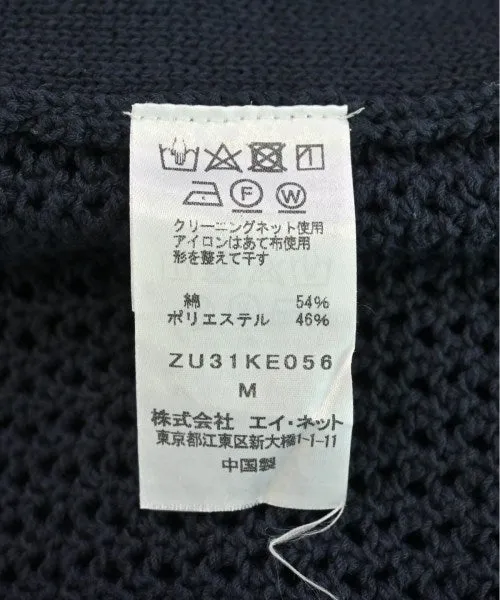 F W
クリーニングネット使用
アイロンはあて布使用
形を整えて干す
綿 54%
ポリエステル 46%
ZU31KE056
M
株式会社 エイ・ネット
東京都江東区新大橋1-1-11
中国製